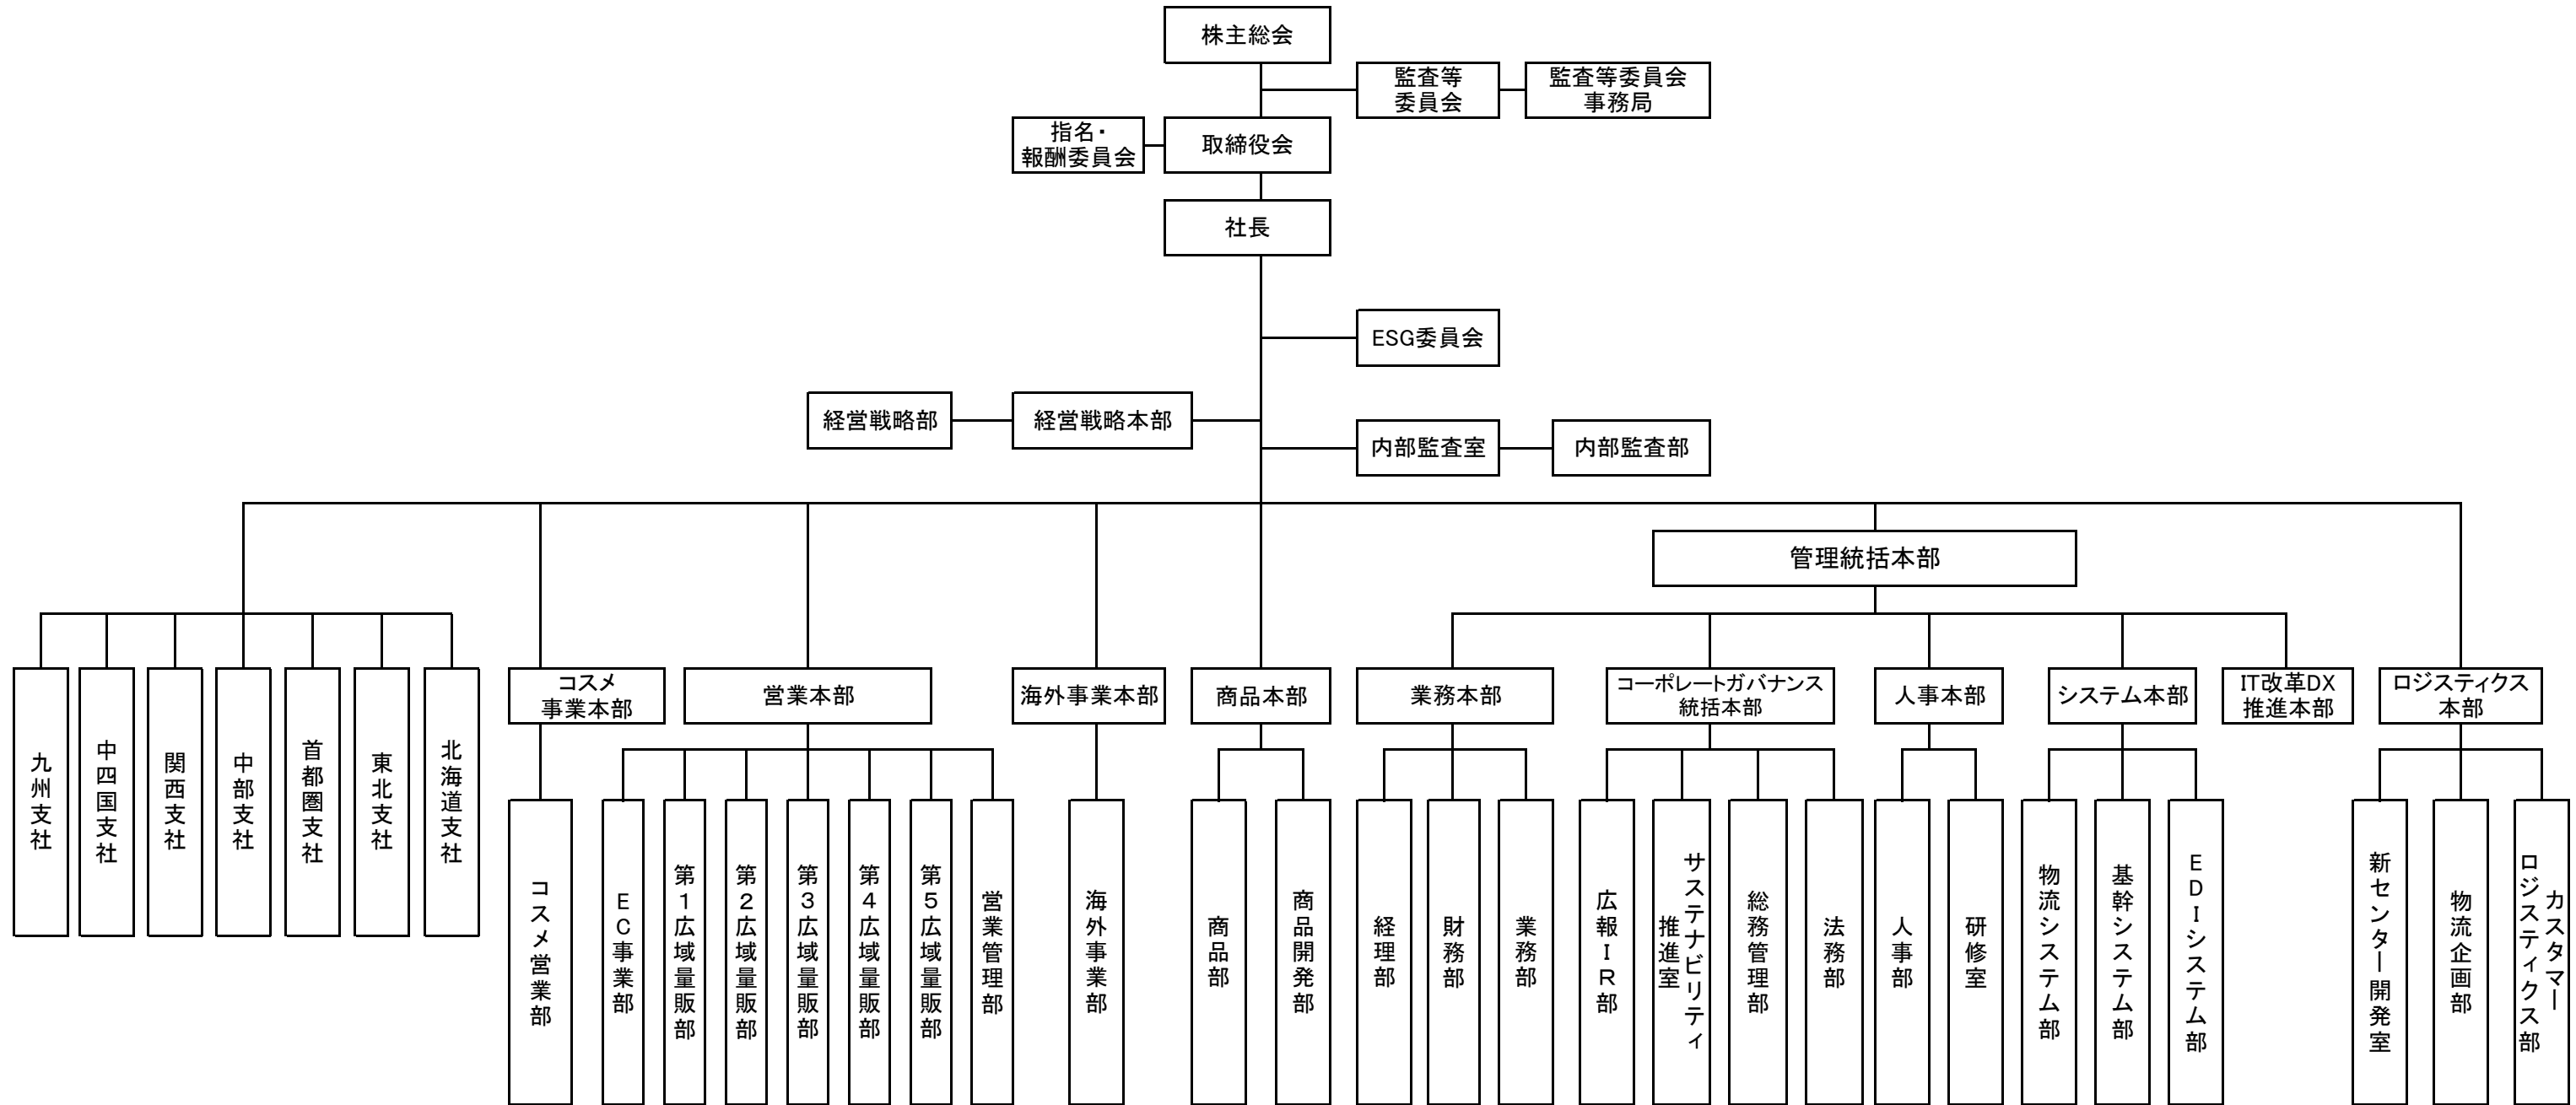 株主総会
監査等
委員会
監査等委員会
事務局
指名・
報酬委員会
取締役会
社長
ESG委員会
経営戦略部
経営戦略本部
内部監査室
内部監査部
管理統括本部
九州支社
中四国支社
関西支社
中部支社
首都圏支社
東北支社
北海道支社
コスメ
事業本部
営業本部
海外事業本部
商品本部
業務本部
コーポレートガバナンス
統括本部
人事本部
システム本部
IT改革DX
推進本部
ロジスティクス
本部
コスメ営業部
EC事業部
第1広域量販部
第2広域量販部
第3広域量販部
第4広域量販部
第5広域量販部
営業管理部
海外事業部
商品部
商品開発部
経理部
財務部
業務部
広報IR部
サステナビリティ
推進室
総務管理部
法務部
人事部
研修室
物流システム部
基幹システム部
EDIシステム部
新センター開発室
物流企画部
カスタマー
ロジスティクス部